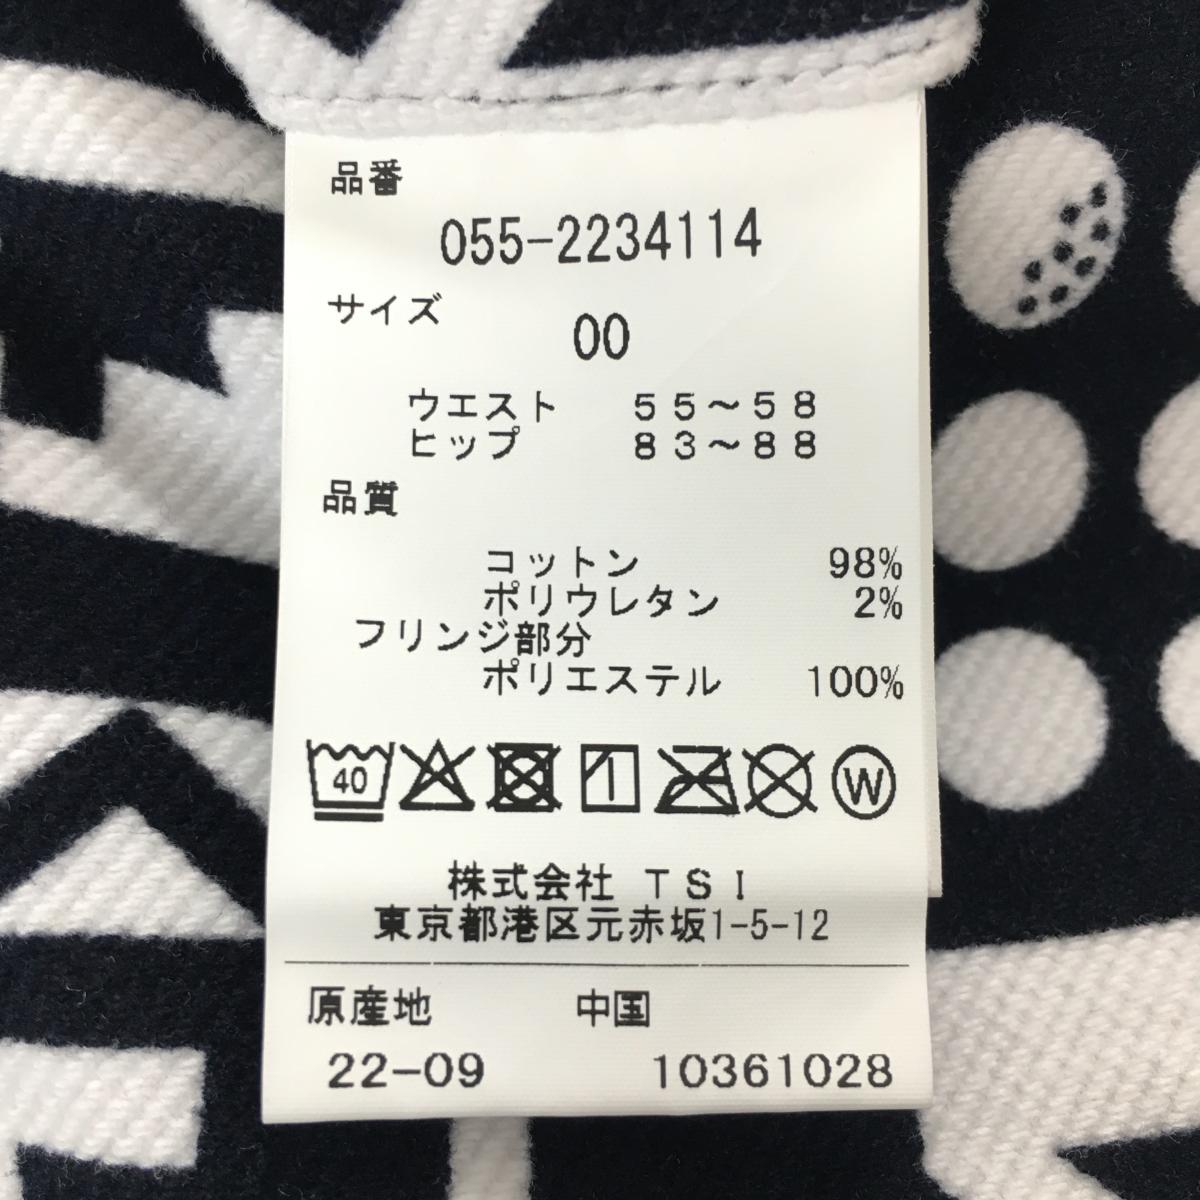 品番
055-2234114
サイズ
00
ウエスト 55～58
ヒップ 83～88
品質
コットン 98%
ポリウレタン 2%
フリンジ部分
ポリエステル 100%
40 W
株式会社 TSI
東京都港区元赤坂1-5-12
原産地 中国
22-09 10361028